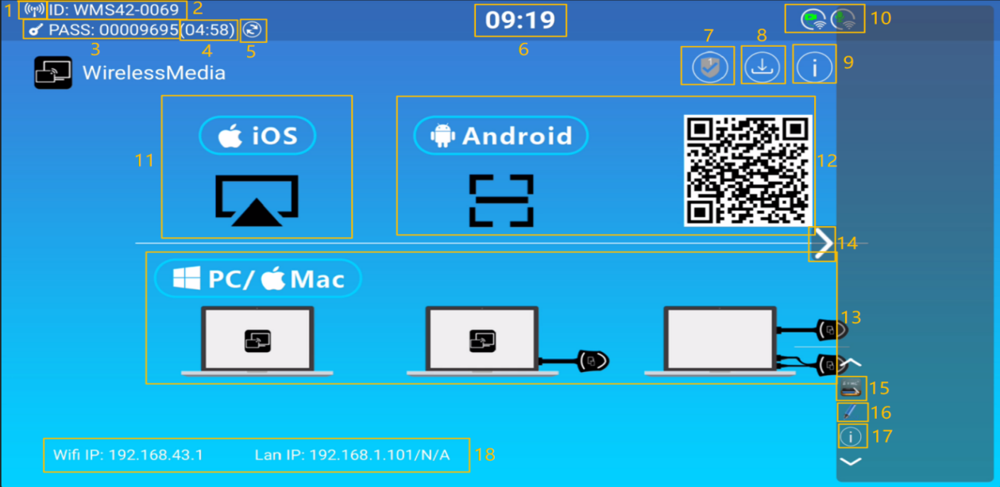 1 ID: WMS42-0069 2
PASS: 00009695(04:58)
3 4 5
09:19
6
7 8 9 10
WirelessMedia
i
11 iOS
Android 12
14
PC/ Mac
13
15
16
i 17
Wifi IP: 192.168.43.1 Lan IP: 192.168.1.101/N/A 18